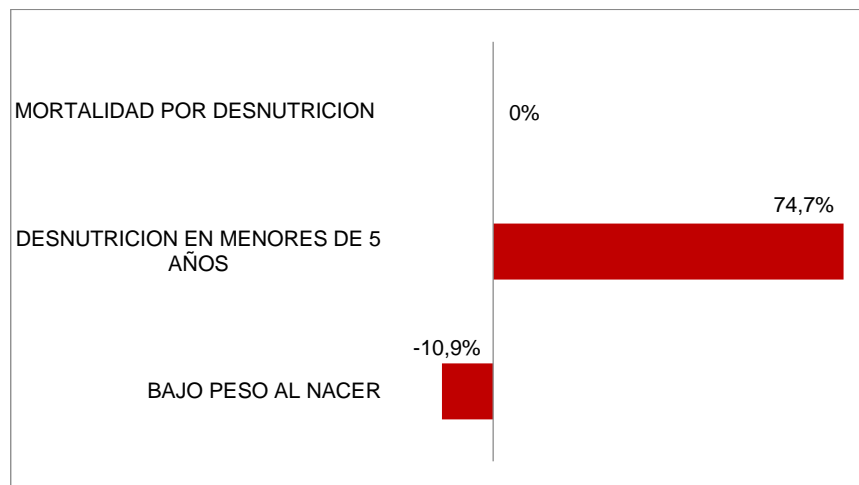 MORTALIDAD POR DESNUTRICION
0%
74,7%
DESNUTRICION EN MENORES DE 5
AÑOS
-10,9%
BAJO PESO AL NACER